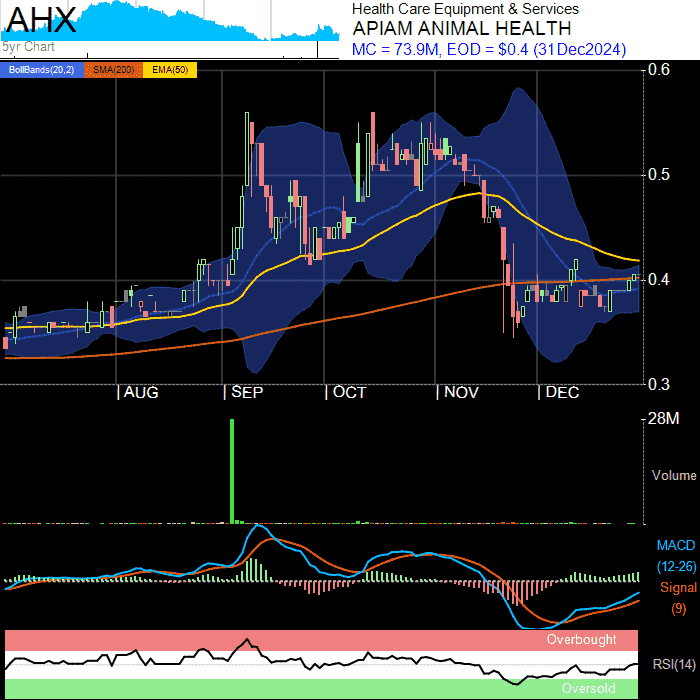 AHX
5yr Chart
Health Care Equipment & Services
APIAM ANIMAL HEALTH
MC = 73.9M, EOD = $0.4 (31Dec2024)
BollBands(20,2) SMA(200) EMA(50)
0.6
0.5
0.4
0.3
AUG SEP OCT NOV DEC
28M
Volume
MACD
(12-26)
Signal
(9)
Overbought
RSI(14)
Oversold